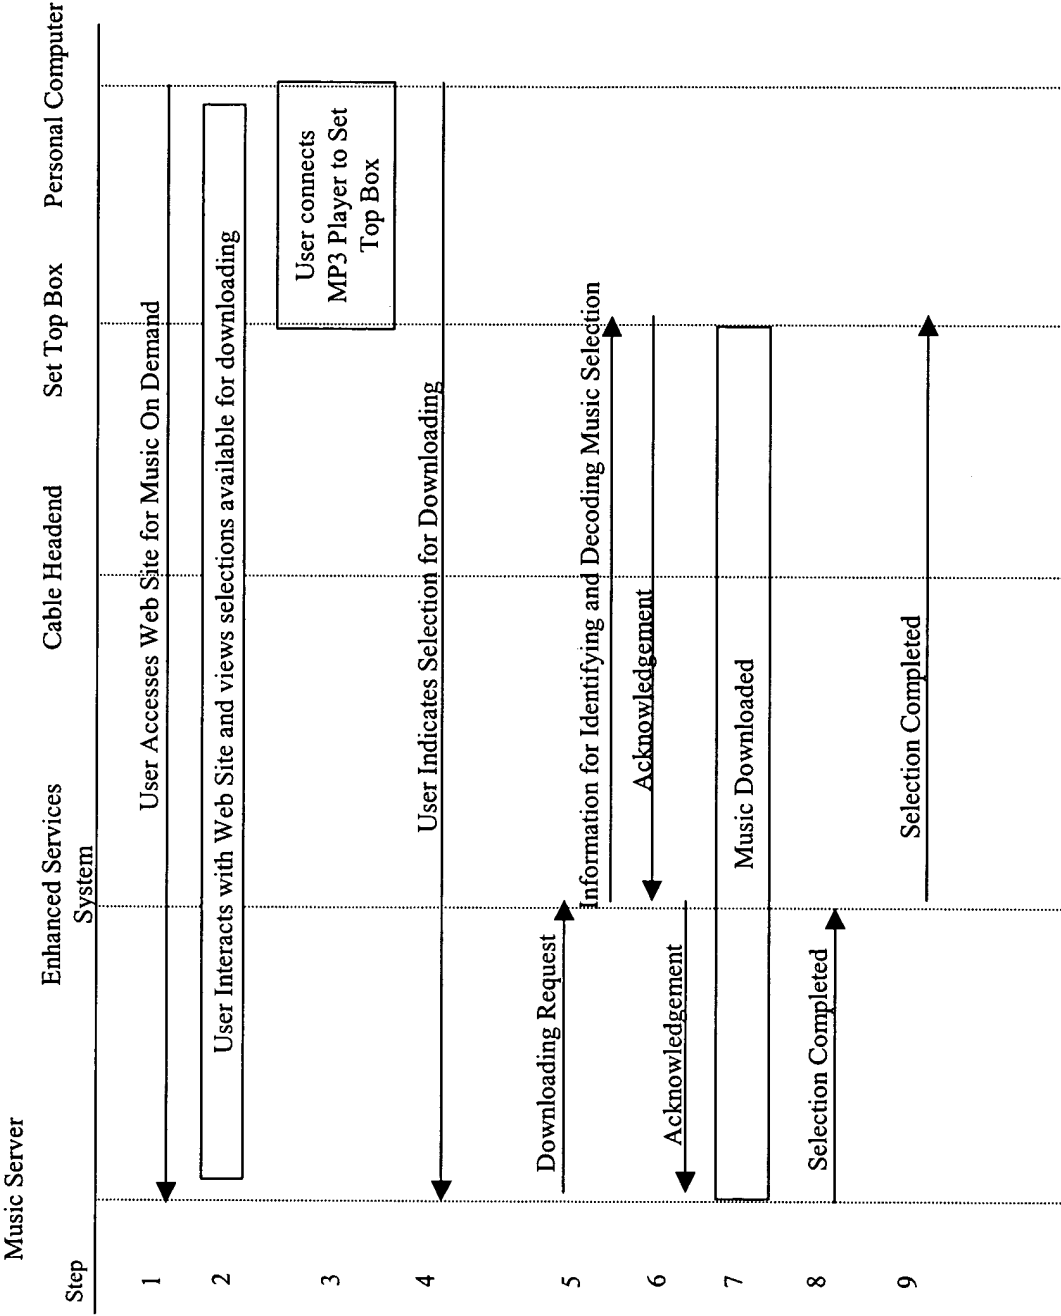 Music Server
Enhanced Services
System
Cable Headend
Set Top Box
Personal Computer
Step
1
User Accesses Web Site for Music On Demand
2
User Interacts with Web Site and views selections available for downloading
3
User connects
MP3 Player to Set
Top Box
4
User Indicates Selection for Downloading
5
Downloading Request
Information for Identifying and Decoding Music Selection
6
Acknowledgement
Acknowledgement
7
Music Downloaded
8
Selection Completed
9
Selection Completed